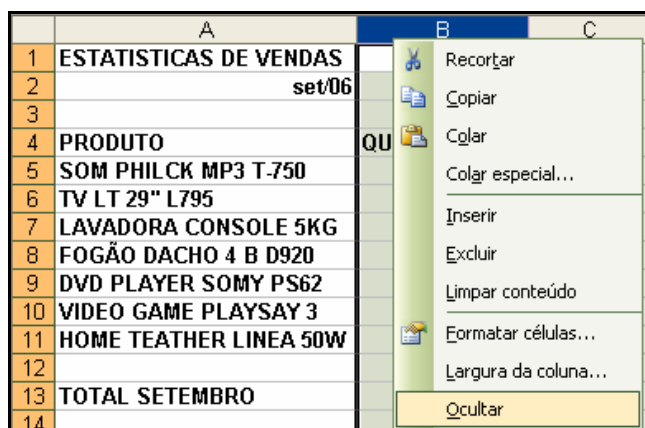 A B C
1 ESTATISTICAS DE VENDAS
2 set/06
3
4 PRODUTO QU
5 SOM PHILCK MP3 T-750
6 TV LT 29" L795
7 LAVADORA CONSOLE 5KG
8 FOGÃO DACHO 4 B D920
9 DVD PLAYER SOMY PS62
10 VIDEO GAME PLAYSAY 3
11 HOME TEATHER LINEA 50W
12
13 TOTAL SETEMBRO
14
Recortar
Copiar
Colar
Colar especial...
Inserir
Excluir
Limpar conteúdo
Formatar células...
Largura da coluna...
Ocultar